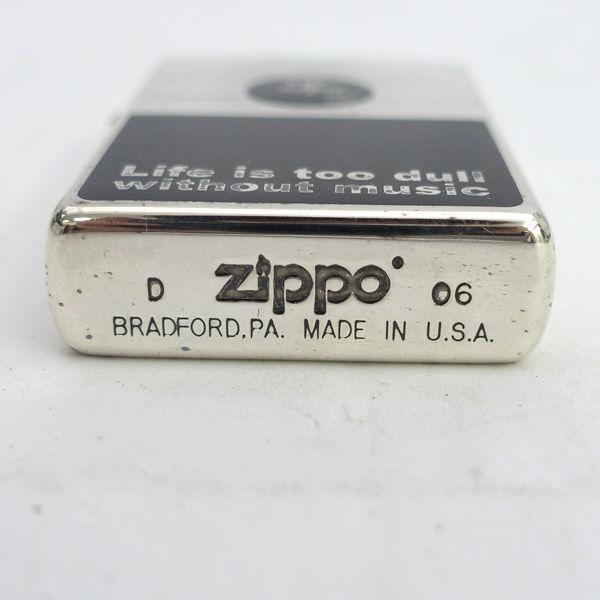 Life is too dull
without music
D zippo 06
BRADFORD, PA. MADE IN U.S.A.